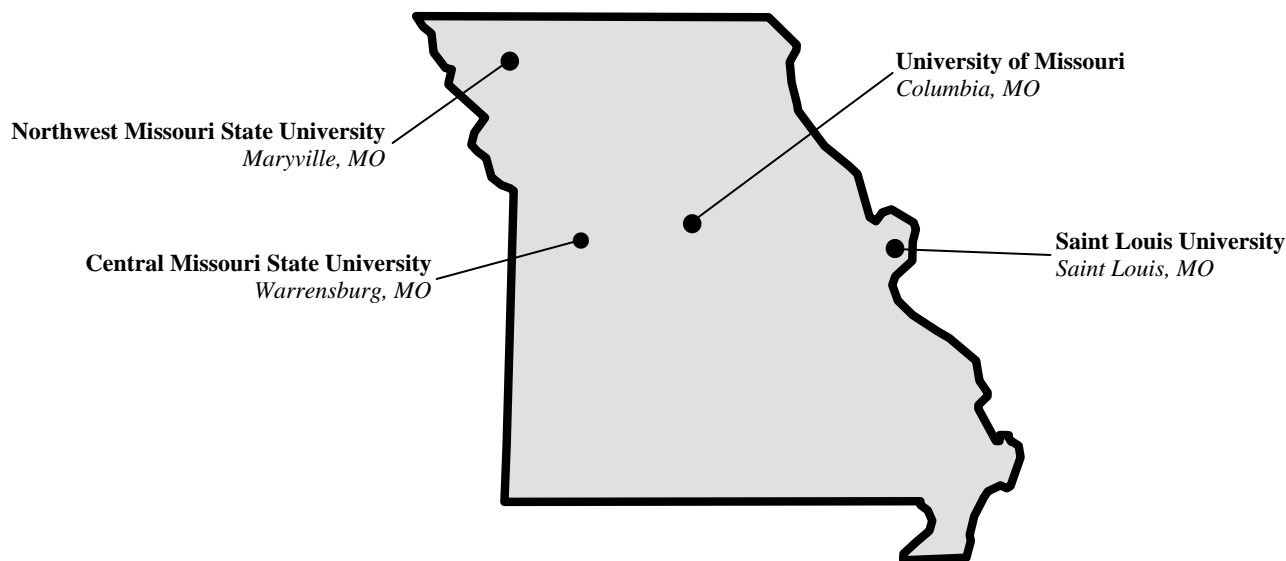 University of Missouri
Columbia, MO
Northwest Missouri State University
Maryville, MO
Saint Louis University
Saint Louis, MO
Central Missouri State University
Warrensburg, MO